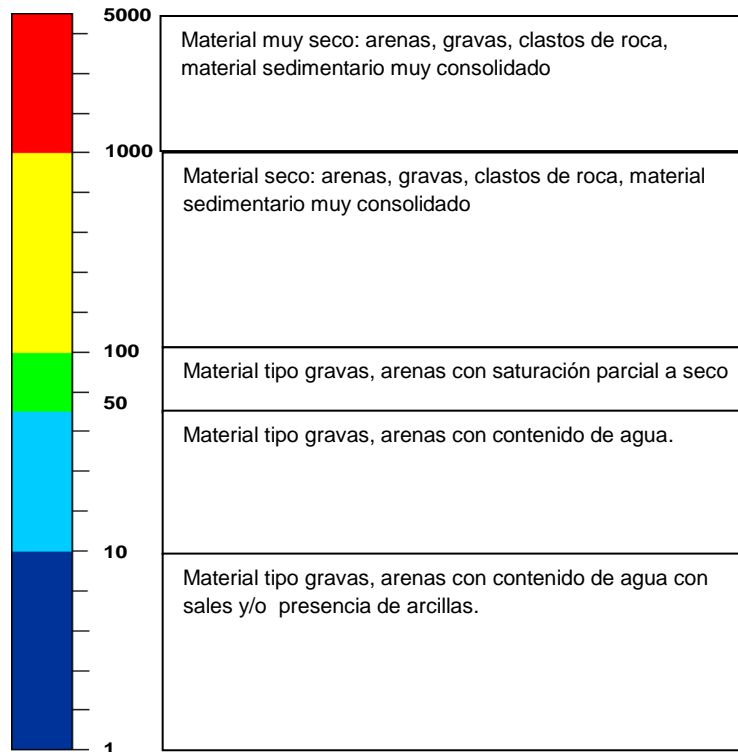 5000
Material muy seco: arenas, gravas, clastos de roca,
material sedimentario muy consolidado
1000
Material seco: arenas, gravas, clastos de roca, material
sedimentario muy consolidado
100
Material tipo gravas, arenas con saturación parcial a seco
50
Material tipo gravas, arenas con contenido de agua.
10
Material tipo gravas, arenas con contenido de agua con
sales y/o presencia de arcillas.
1